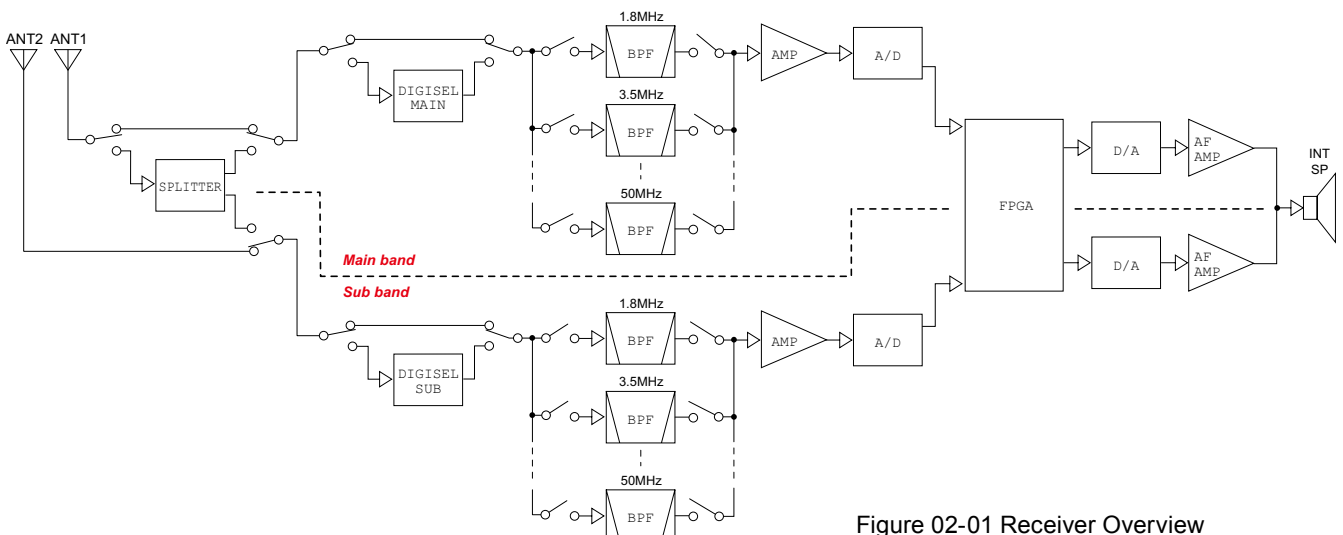 ANT2 ANT1
SPLITTER
DIGISEL
MAIN
1.8MHz
BPF
3.5MHz
BPF
50MHz
BPF
AMP
A/D
FPGA
D/A
AF
AMP
INT
SP
Main band
Sub band
DIGISEL
SUB
1.8MHz
BPF
3.5MHz
BPF
50MHz
BPF
AMP
A/D
D/A
AF
AMP
Figure 02-01 Receiver Overview